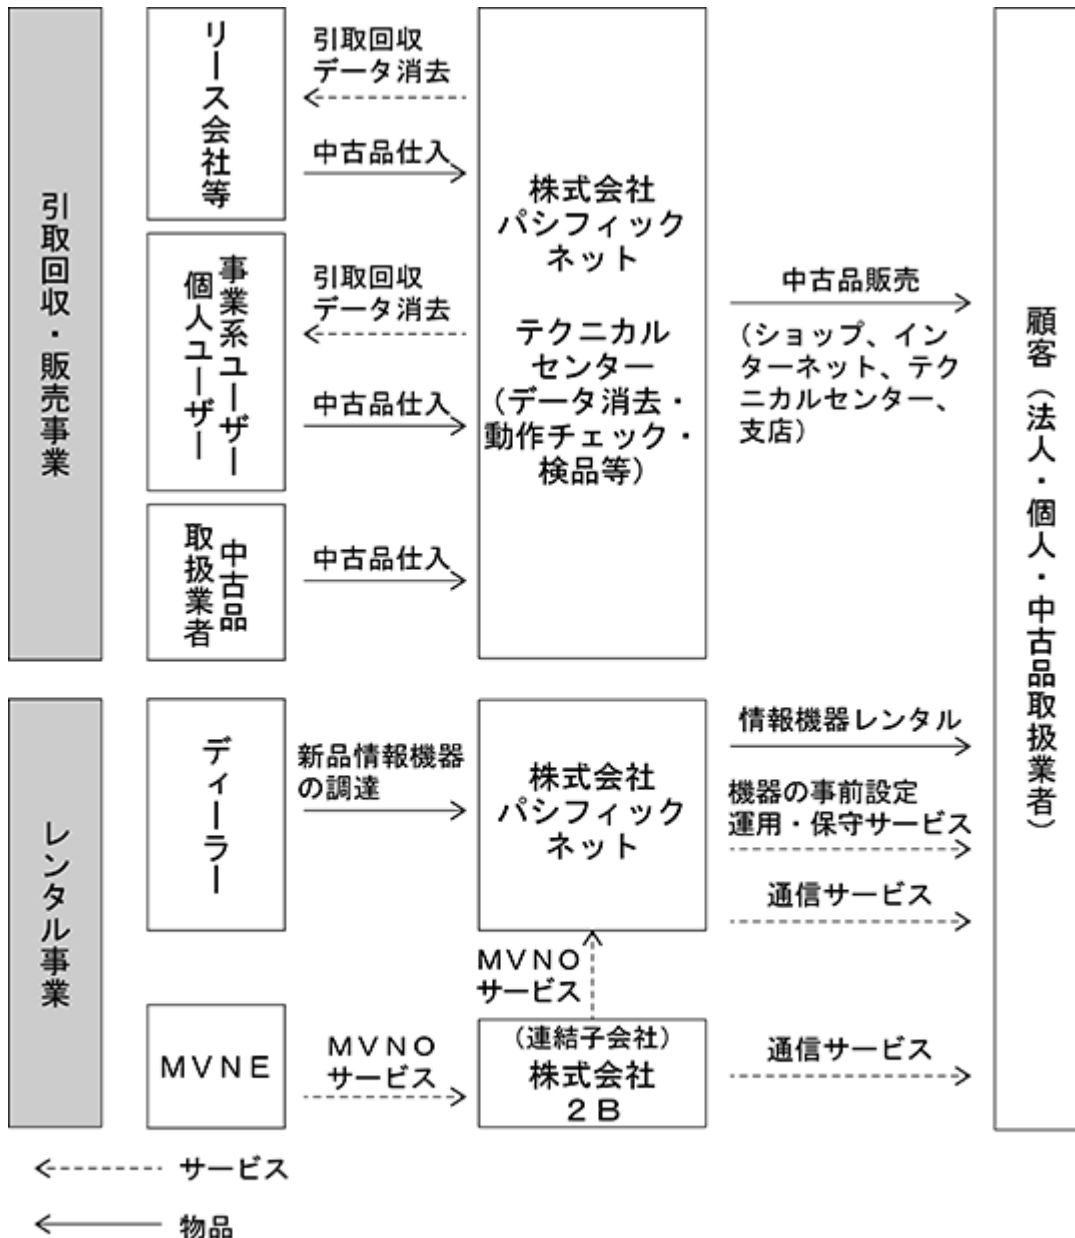 引取回収・販売事業
リース会社等
引取回収
データ消去
中古品仕入
事業系ユーザー
個人ユーザー
引取回収
データ消去
中古品仕入
中古品
取扱業者
中古品仕入
株式会社
パシフィック
ネット
テクニカル
センター
（データ消去・
動作チェック・
検品等）
中古品販売
（ショップ、イン
ターネット、テク
ニカルセンター、
支店）
顧客（法人・個人・中古品取扱業者）
レンタル事業
ディーラー
新品情報機器
の調達
株式会社
パシフィック
ネット
情報機器レンタル
機器の事前設定
運用・保守サービス
通信サービス
ＭＶＮＯ
サービス
ＭＶＮＥ
ＭＶＮＯ
サービス
（連結子会社）
株式会社
２Ｂ
通信サービス
サービス
物品